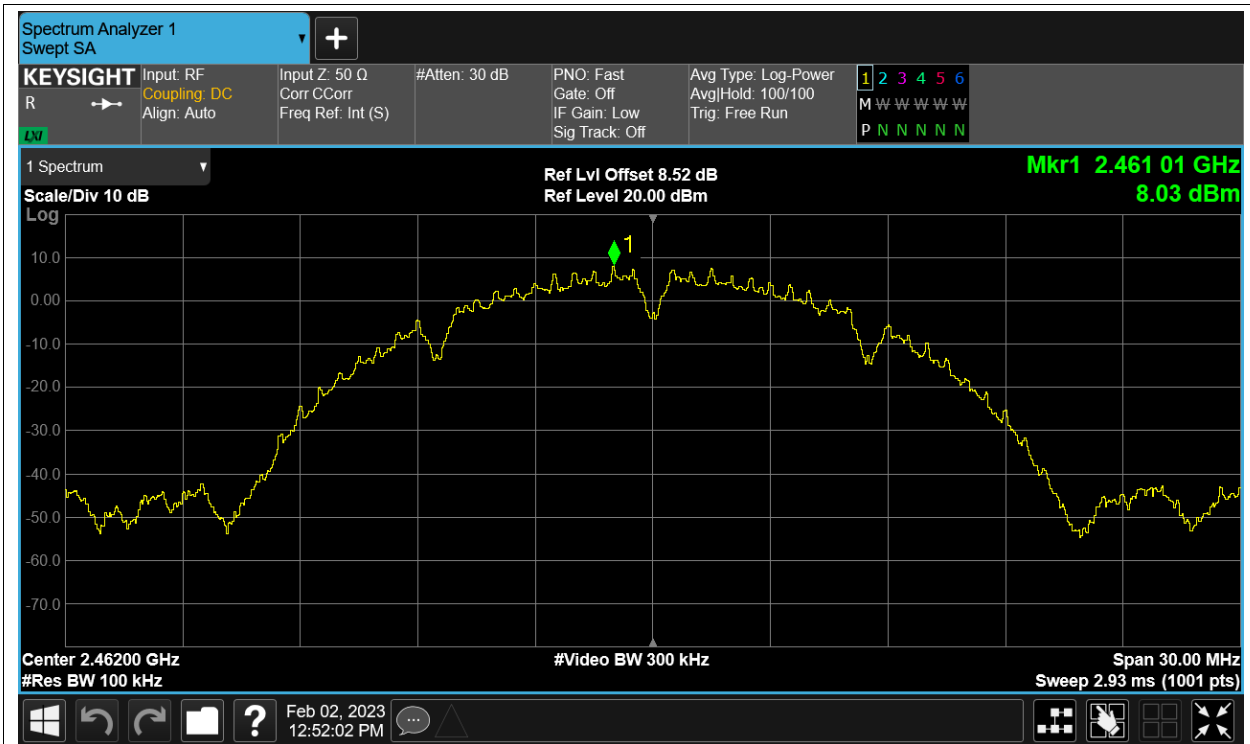 Spectrum Analyzer 1
Swept SA
KEYSIGHT
R
LXI
Input: RF
Coupling: DC
Align: Auto
Input Z: 50 Ω
Corr CCorr
Freq Ref: Int (S)
#Atten: 30 dB
PNO: Fast
Gate: Off
IF Gain: Low
Sig Track: Off
Avg Type: Log-Power
Avg|Hold: 100/100
Trig: Free Run
1 2 3 4 5 6
M W W W W W
P N N N N N
1 Spectrum
Scale/Div 10 dB
Ref Lvl Offset 8.52 dB
Ref Level 20.00 dBm
Mkr1 2.461 01 GHz
8.03 dBm
Log
1
10.0
0.00
-10.0
-20.0
-30.0
-40.0
-50.0
-60.0
-70.0
Center 2.46200 GHz
#Video BW 300 kHz
Span 30.00 MHz
#Res BW 100 kHz
Sweep 2.93 ms (1001 pts)
?
Feb 02, 2023
12:52:02 PM